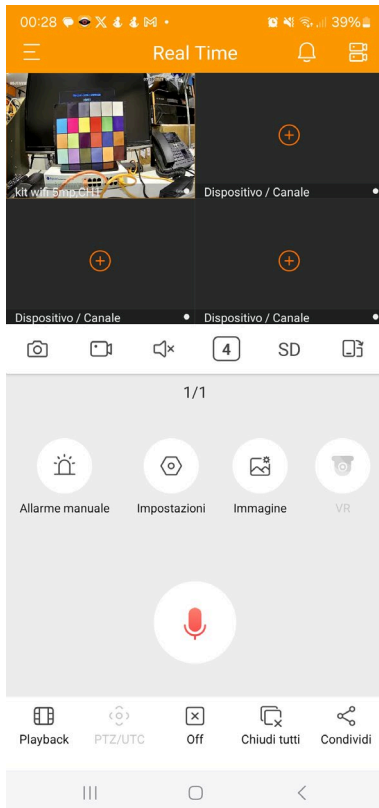 00:28
39%
Real Time
kit wifi 5mp,CH1
Dispositivo / Canale
Dispositivo / Canale
Dispositivo / Canale
4
SD
1/1
Allarme manuale
Impostazioni
Immagine
VR
Playback
PTZ/UTC
Off
Chiudi tutti
Condividi